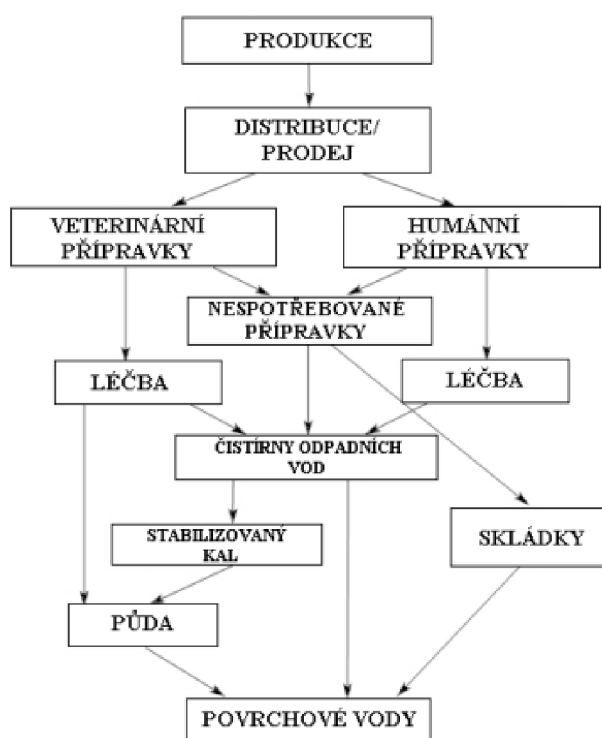 PRODUKCE
DISTRIBUCE/
PRODEJ
VETERINÁRNÍ
PŘÍPRAVKY
HUMÁNNÍ
PŘÍPRAVKY
NESPOTŘEBOVANÉ
PŘÍPRAVKY
LÉČBA
LÉČBA
ČISTÍRNY ODPADNÍCH
VOD
STABILIZOVANÝ
KAL
SKLÁDKY
PŮDA
POVRCHOVÉ VODY